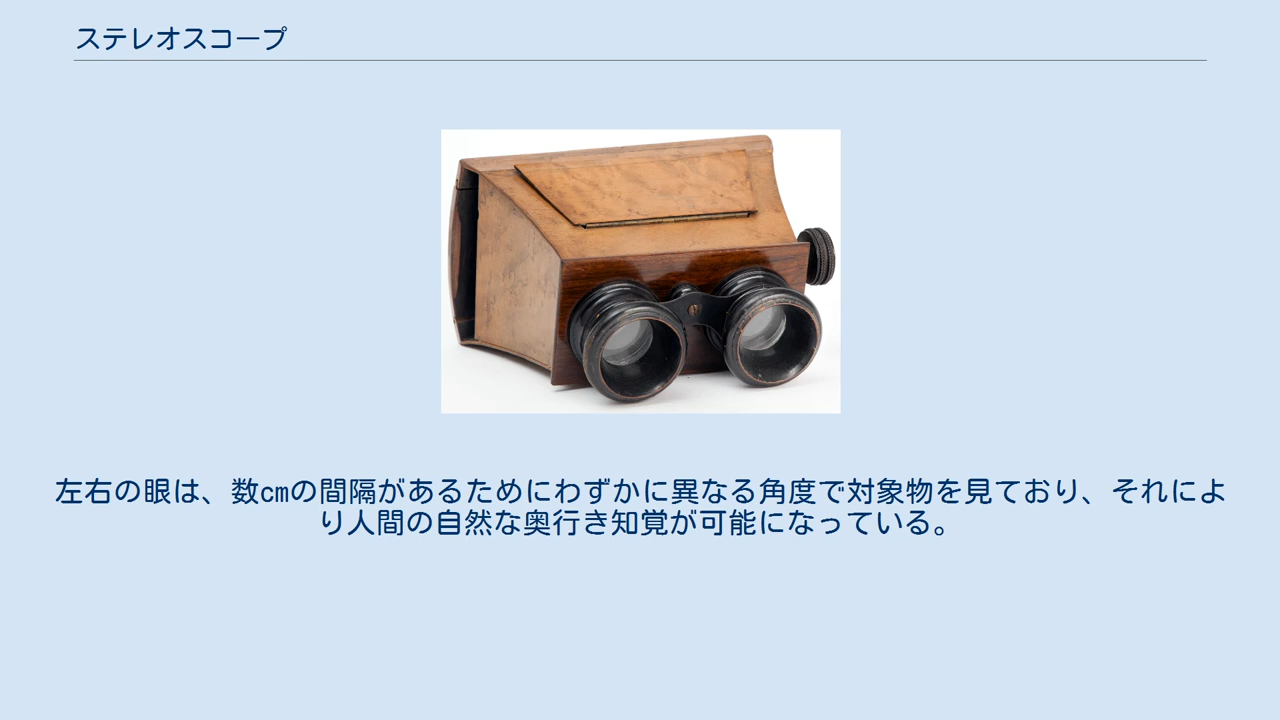 ステレオスコープ
左右の眼は、数cmの間隔があるためにわずかに異なる角度で対象物を見ており、それによ
り人間の自然な奥行き知覚が可能になっている。